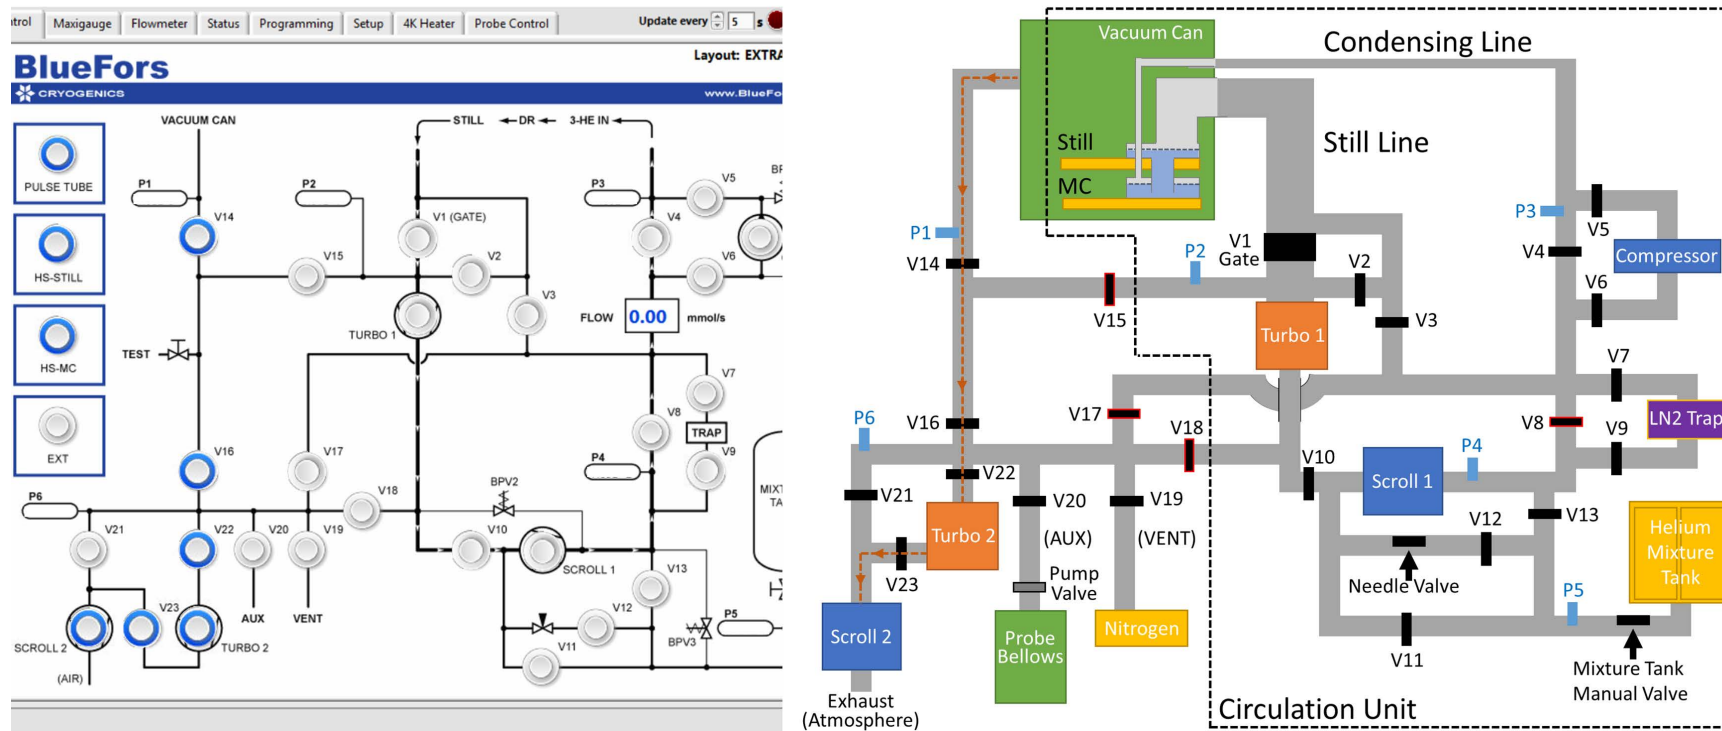 trol Maxigauge Flowmeter Status Programming Setup 4K Heater Probe Control Update every 5 s
Layout: EXTRA
BlueFors
CRYOGENICS
www.BlueFo
PULSE TUBE
HS-STILL
HS-MC
EXT
VACUUM CAN
STILL
DR
3-HE IN
P1
P2
P3
V14
V15
V1 (GATE)
V2
V3
V4
V5
V6
BP
TURBO 1
FLOW 0.00 mmol/s
TEST
V7
V8
TRAP
V9
P4
V16
V17
V18
BPV2
MIXT
TA
P6
V21
V22
V20
V19
V10
SCROLL 1
V13
V12
V11
BPV3
P5
V23
SCROLL 2
TURBO 2
AUX
VENT
(AIR)
Vacuum Can
Condensing Line
Still
MC
Still Line
P1
V14
P2
V1
Gate
V2
V15
V3
Turbo 1
P3
V4
V5
V6
Compressor
V7
V8
V9
LN2 Trap
P6
V16
V17
V18
V22
V21
V20
(AUX)
V19
(VENT)
V10
Scroll 1
P4
V12
V13
Helium
Mixture
Tank
Turbo 2
V23
Pump
Valve
Needle Valve
P5
Scroll 2
Probe
Bellows
Nitrogen
V11
Mixture Tank
Manual Valve
Exhaust
(Atmosphere)
Circulation Unit